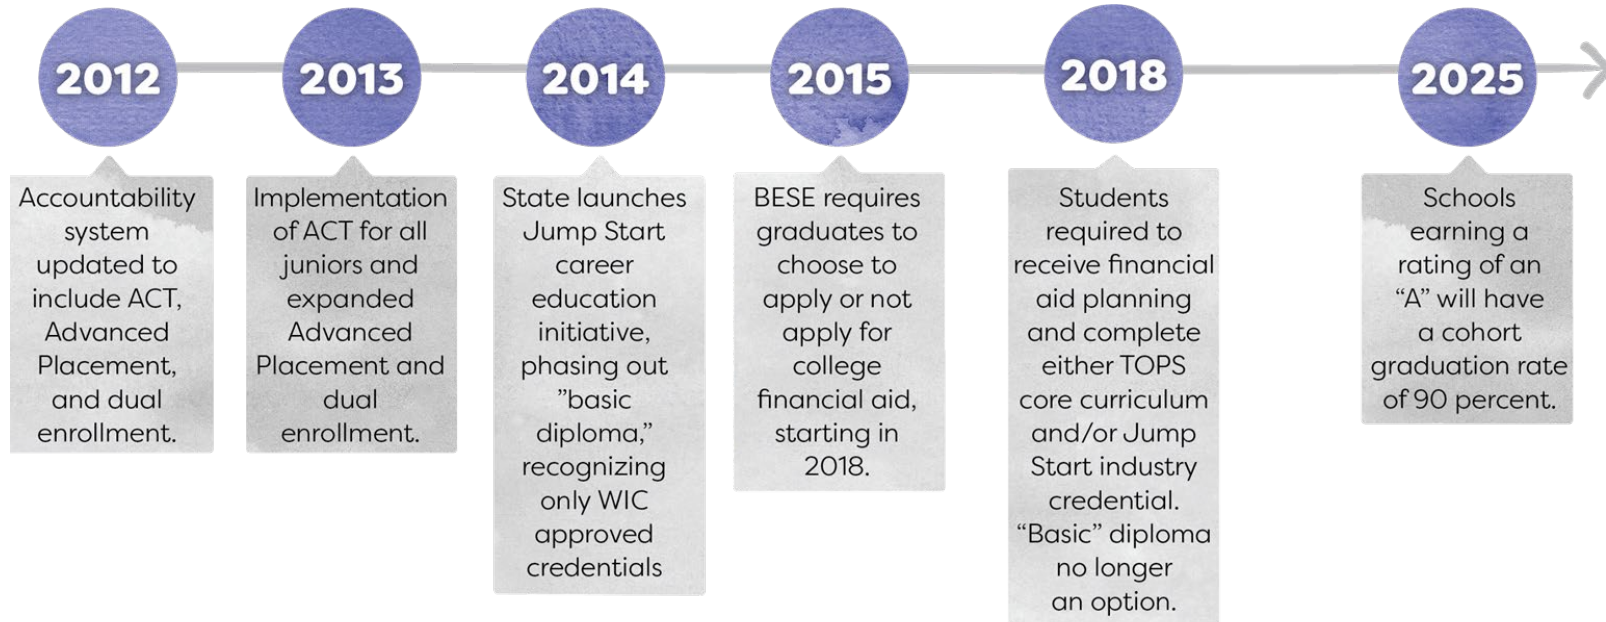 2012
Accountability
system
updated to
include ACT,
Advanced
Placement,
and dual
enrollment.
2013
Implementation
of ACT for all
juniors and
expanded
Advanced
Placement and
dual
enrollment.
2014
State launches
Jump Start
career
education
initiative,
phasing out
"basic
diploma,”
recognizing
only WIC
approved
credentials
2015
BESE requires
graduates to
choose to
apply or not
apply for
college
financial aid,
starting in
2018.
2018
Students
required to
receive financial
aid planning
and complete
either TOPS
core curriculum
and/or Jump
Start industry
credential.
“Basic” diploma
no longer
an option.
2025
Schools
earning a
rating of an
“A” will have
a cohort
graduation rate
of 90 percent.